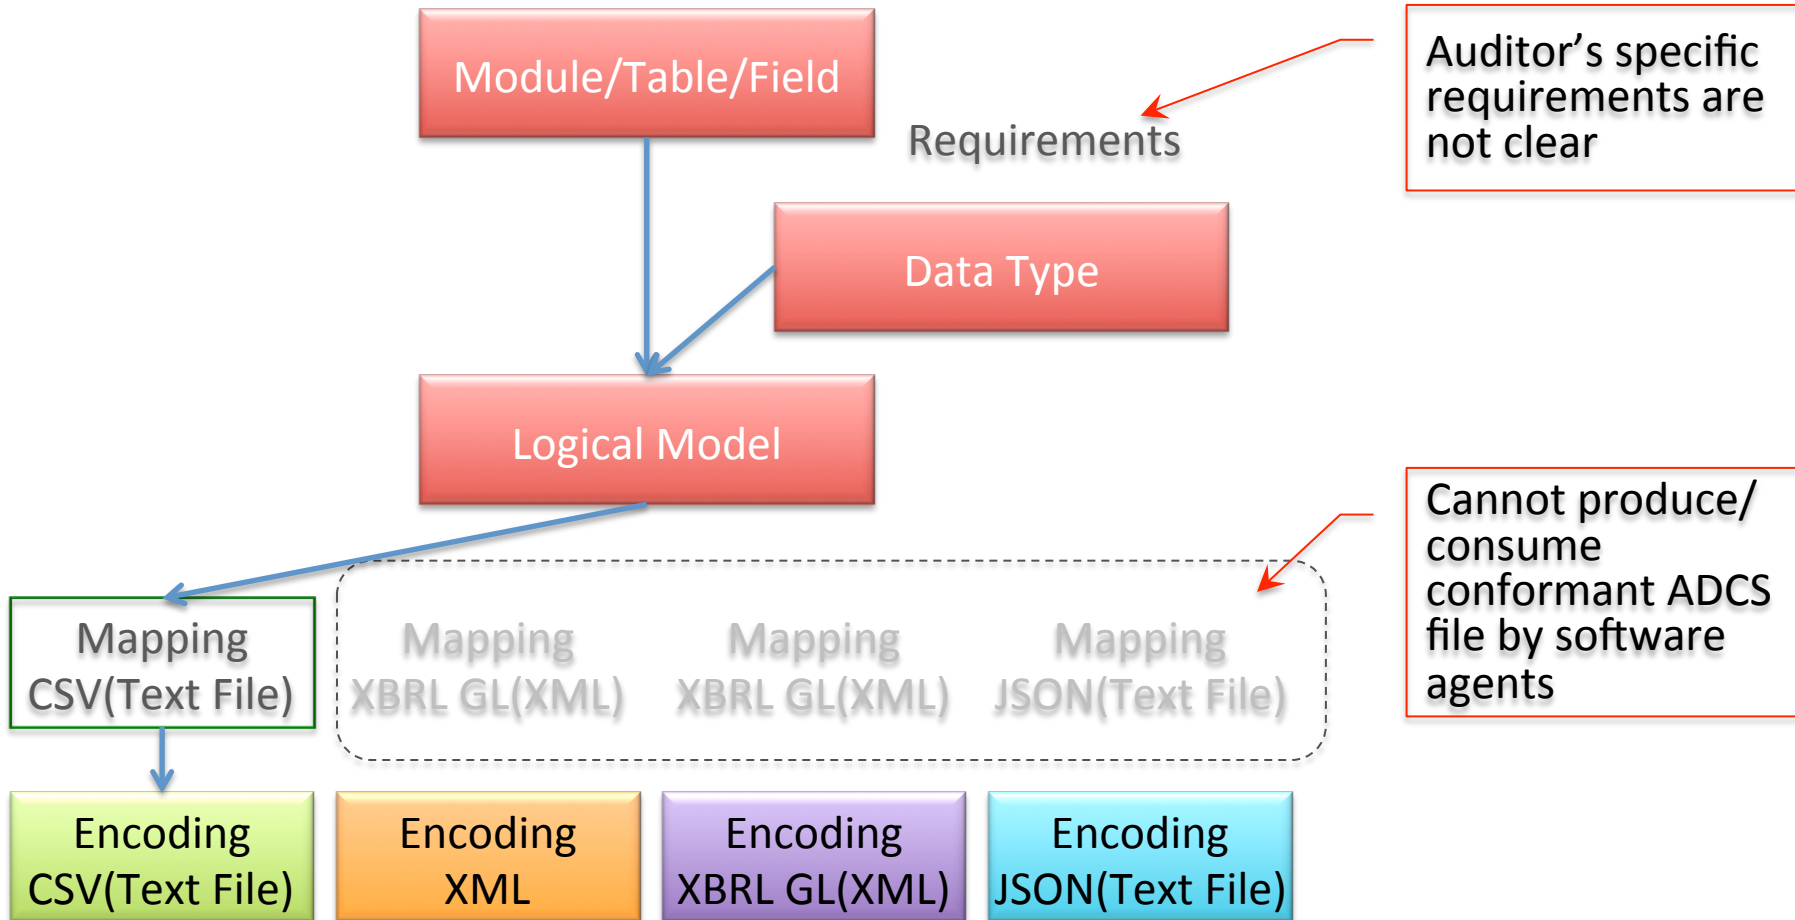 Module/Table/Field
Auditor’s specific
requirements are
not clear
Requirements
Data Type
Logical Model
Cannot produce/
consume
conformant ADCS
file by software
agents
Mapping
CSV(Text File)
Mapping
XBRL GL(XML)
Mapping
XBRL GL(XML)
Mapping
JSON(Text File)
Encoding
CSV(Text File)
Encoding
XML
Encoding
XBRL GL(XML)
Encoding
JSON(Text File)